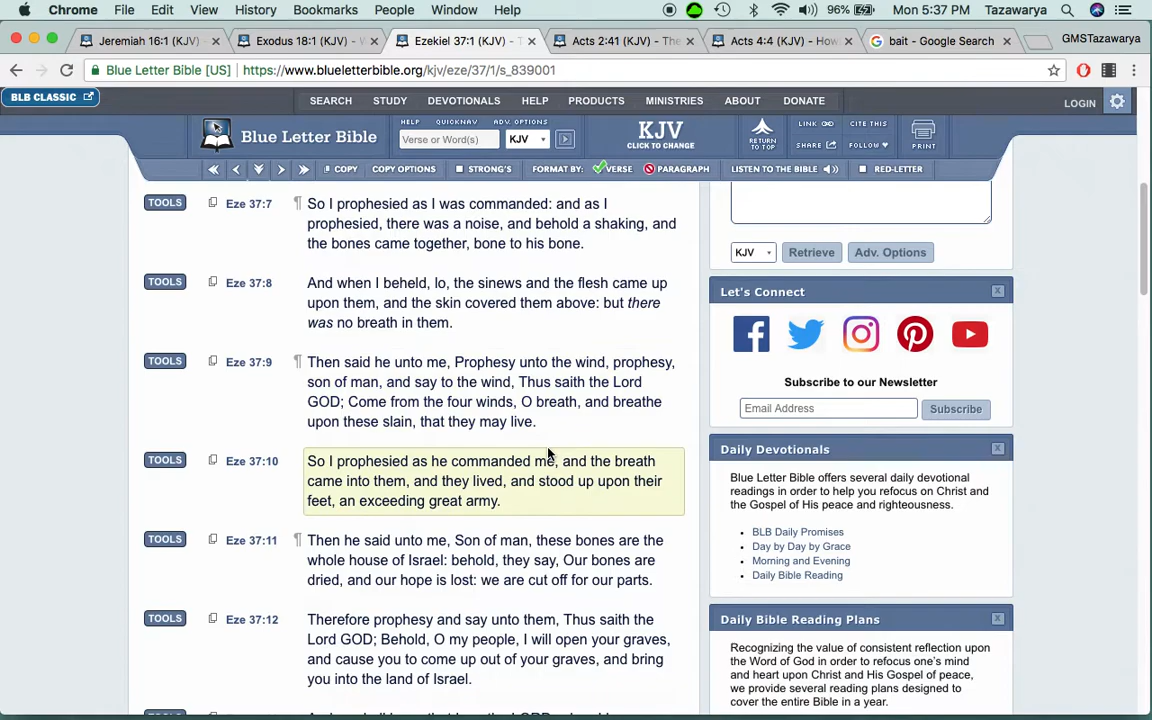 Chrome File Edit View History Bookmarks People Window Help 96% Mon 5:37 PM Tazawarya
Jeremiah 16:1 (KJV) - × Exodus 18:1 (KJV) - W × Ezekiel 37:1 (KJV) - T × Acts 2:41 (KJV) - The × Acts 4:4 (KJV) - How × bait - Google Search × GMSTazawarya
Blue Letter Bible [US] https://www.blueletterbible.org/kjv/eze/37/1/s_839001
BLB CLASSIC SEARCH STUDY DEVOTIONALS HELP PRODUCTS MINISTRIES ABOUT DONATE LOGIN
HELP QUICKNAV ADV. OPTIONS
Blue Letter Bible Verse or Word(s) KJV
KJV
CLICK TO CHANGE
RETURN
TO TOP
LINK CITE THIS
SHARE FOLLOW
PRINT
COPY COPY OPTIONS STRONG'S FORMAT BY: VERSE PARAGRAPH LISTEN TO THE BIBLE RED-LETTER
TOOLS Eze 37:7 ¶ So I prophesied as I was commanded: and as I
prophesied, there was a noise, and behold a shaking, and
the bones came together, bone to his bone.
TOOLS Eze 37:8 And when I beheld, lo, the sinews and the flesh came up
upon them, and the skin covered them above: but there
was no breath in them.
TOOLS Eze 37:9 ¶ Then said he unto me, Prophesy unto the wind, prophesy,
son of man, and say to the wind, Thus saith the Lord
GOD; Come from the four winds, O breath, and breathe
upon these slain, that they may live.
TOOLS Eze 37:10 So I prophesied as he commanded me, and the breath
came into them, and they lived, and stood up upon their
feet, an exceeding great army.
TOOLS Eze 37:11 ¶ Then he said unto me, Son of man, these bones are the
whole house of Israel: behold, they say, Our bones are
dried, and our hope is lost: we are cut off for our parts.
TOOLS Eze 37:12 Therefore prophesy and say unto them, Thus saith the
Lord GOD; Behold, O my people, I will open your graves,
and cause you to come up out of your graves, and bring
you into the land of Israel.
KJV Retrieve Adv. Options
Let's Connect x
Subscribe to our Newsletter
Email Address Subscribe
Daily Devotionals x
Blue Letter Bible offers several daily devotional
readings in order to help you refocus on Christ and
the Gospel of His peace and righteousness.
BLB Daily Promises
Day by Day by Grace
Morning and Evening
Daily Bible Reading
Daily Bible Reading Plans x
Recognizing the value of consistent reflection upon
the Word of God in order to refocus one's mind
and heart upon Christ and His Gospel of peace,
we provide several reading plans designed to
cover the entire Bible in a year.